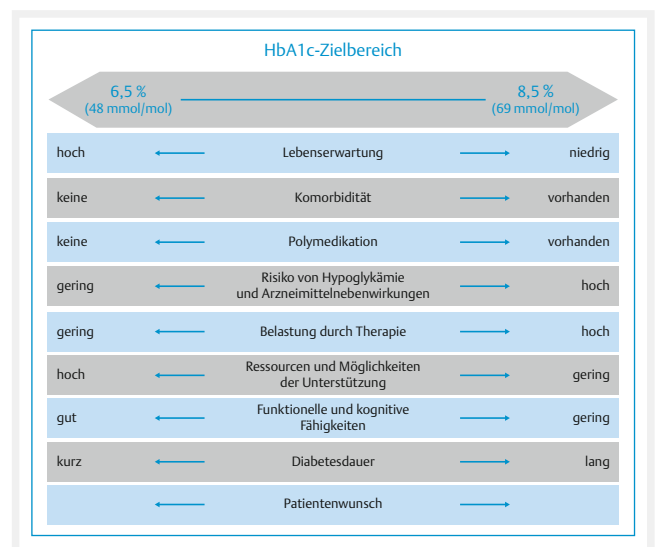 HbA1c-Zielbereich
6,5 % 8,5 %
(48 mmol/mol) (69 mmol/mol)
hoch Lebenserwartung niedrig
keine Komorbidität vorhanden
keine Polymedikation vorhanden
gering Risiko von Hypoglykämie
und Arzneimittelnebenwirkungen hoch
gering Belastung durch Therapie hoch
hoch Ressourcen und Möglichkeiten
der Unterstützung gering
gut Funktionelle und kognitive
Fähigkeiten gering
kurz Diabetesdauer lang
Patientenwunsch